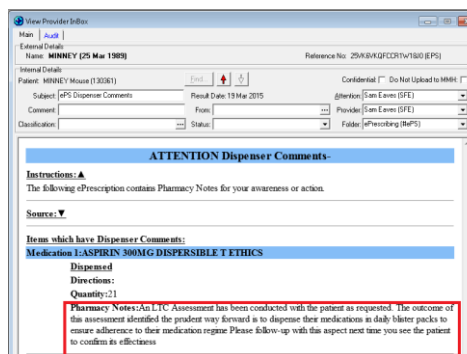 View Provider InBox
Main Audit
External Details
Name: MINNEY (25 Mar 1989) Reference No: 29VK6VKQFCCR1W16J0 (EPS)
Internal Details
Patient: MINNEY Mouse (130361) Find... Confidential: Do Not Upload to MMH:
Subject: ePS Dispenser Comments Result Date: 19 Mar 2015 Attention: Sam Eaves (SFE)
Comment: From: ... Provider: Sam Eaves (SFE)
Classification: ... Status: Folder: ePrescribing (#ePS)
ATTENTION Dispenser Comments-
Instructions:▲
The following ePrescription contains Pharmacy Notes for your awareness or action.
Source:▼
Items which have Dispenser Comments:
Medication 1:ASPIRIN 300MG DISPERSIBLE T ETHICS
Dispensed
Directions:
Quantity:21
Pharmacy Notes:An LTC Assessment has been conducted with the patient as requested. The outcome of
this assessment identified the prudent way forward is to dispense their medications in daily blister packs to
ensure adherence to their medication regime Please follow-up with this aspect next time you see the patient
to confirm its effectiness